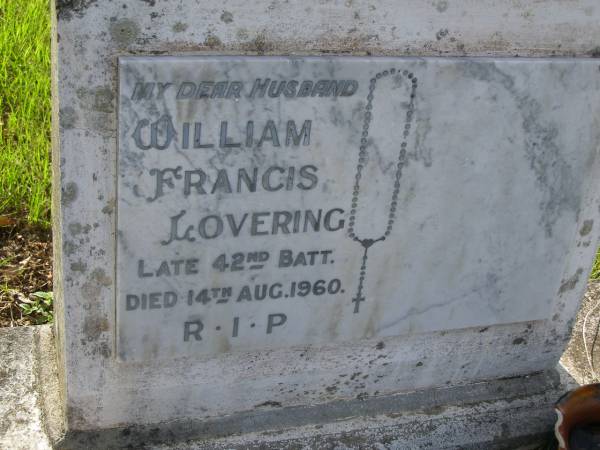 MY DEAR HUSBAND
WILLIAM
FRANCIS
LOVERING
LATE 42ND BATT.
DIED 14TH AUG. 1960.
R·I·P